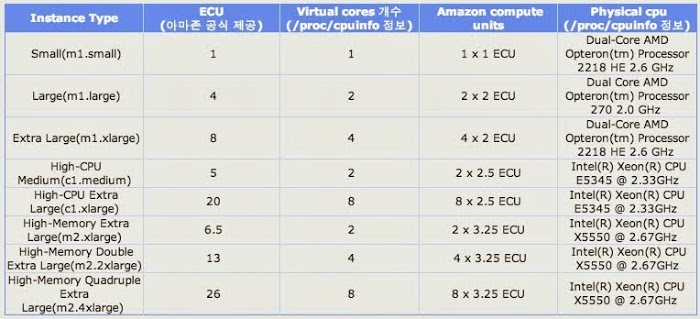 Instance Type
ECU
(아마존 공식 제공)
Virtual cores 개수
(/proc/cpuinfo 정보)
Amazon compute
units
Physical cpu
(/proc/cpuinfo 정보)
Small(m1.small)
1
1
1 x 1 ECU
Dual-Core AMD
Opteron(tm) Processor
2218 HE 2.6 GHz
Large(m1.large)
4
2
2 x 2 ECU
Dual Core AMD
Opteron(tm) Processor
270 2.0 GHz
Extra Large(m1.xlarge)
8
4
4 x 2 ECU
Dual-Core AMD
Opteron(tm) Processor
2218 HE 2.6 GHz
High-CPU
Medium(c1.medium)
5
2
2 x 2.5 ECU
Intel(R) Xeon(R) CPU
E5345 @ 2.33GHz
High-CPU Extra
Large(c1.xlarge)
20
8
8 x 2.5 ECU
Intel(R) Xeon(R) CPU
E5345 @ 2.33GHz
High-Memory Extra
Large(m2.xlarge)
6.5
2
2 x 3.25 ECU
Intel(R) Xeon(R) CPU
X5550 @ 2.67GHz
High-Memory Double
Extra Large(m2.2xlarge)
13
4
4 x 3.25 ECU
Intel(R) Xeon(R) CPU
X5550 @ 2.67GHz
High-Memory Quadruple
Extra
Large(m2.4xlarge)
26
8
8 x 3.25 ECU
Intel(R) Xeon(R) CPU
X5550 @ 2.67GHz